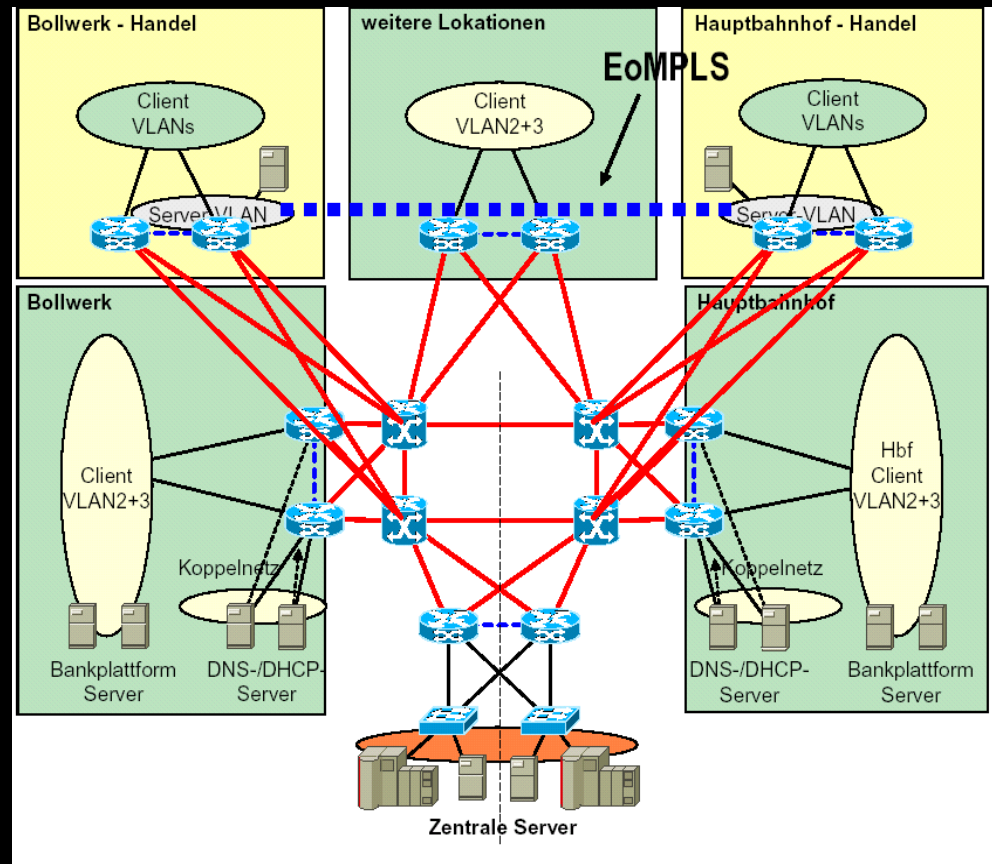 Bollwerk - Handel
weitere Lokationen
Hauptbahnhof - Handel
EoMPLS
Client
VLANs
Client
VLAN2+3
Client
VLANs
Server-VLAN
Server-VLAN
Bollwerk
Hauptbahnhof
Client
VLAN2+3
Hbf
Client
VLAN2+3
Koppelnetz
Koppelnetz
Bankplattform
Server
DNS-/DHCP-
Server
DNS-/DHCP-
Server
Bankplattform
Server
Zentrale Server